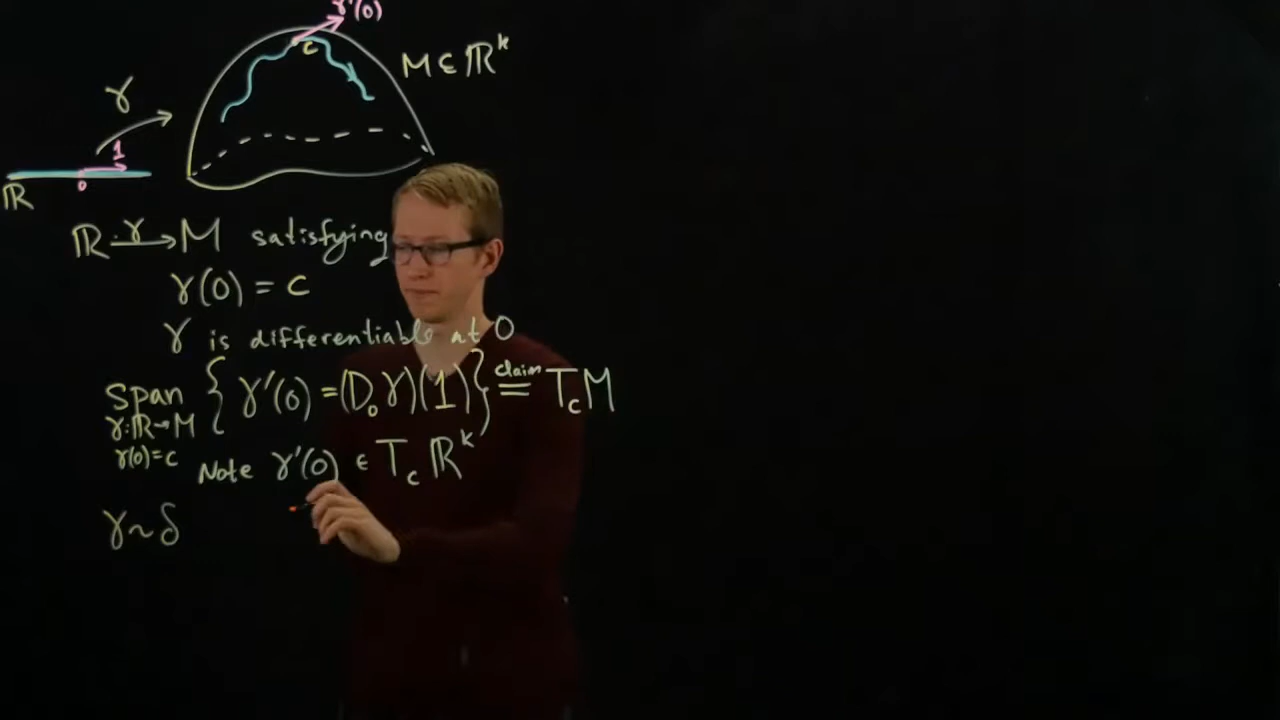 γ'(0)
c
M ∈ ℝ^k
γ
1
0
ℝ
ℝ —γ→ M satisfying
γ(0) = c
γ is differentiable at 0
span { γ'(0) = (D₀γ)(1) } =^{claim} T_c M
γ:ℝ→M
γ(0)=c
Note γ'(0) ∈ T_c ℝ^k
γ ~ δ